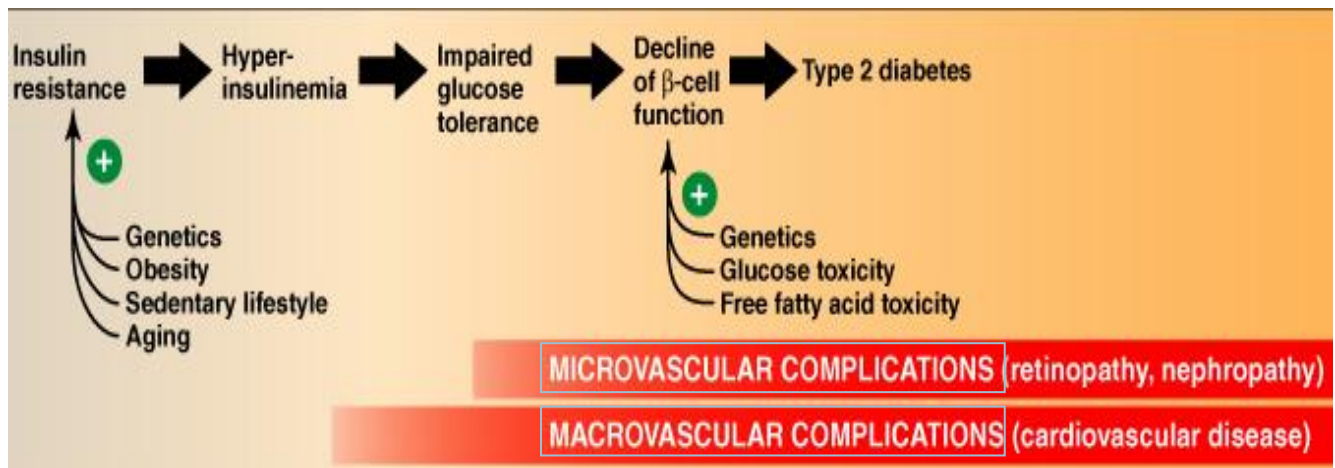 Insulin
resistance
Hyper-
insulinemia
Impaired
glucose
tolerance
Decline
of β-cell
function
Type 2 diabetes
+
Genetics
Obesity
Sedentary lifestyle
Aging
+
Genetics
Glucose toxicity
Free fatty acid toxicity
MICROVASCULAR COMPLICATIONS (retinopathy, nephropathy)
MACROVASCULAR COMPLICATIONS (cardiovascular disease)